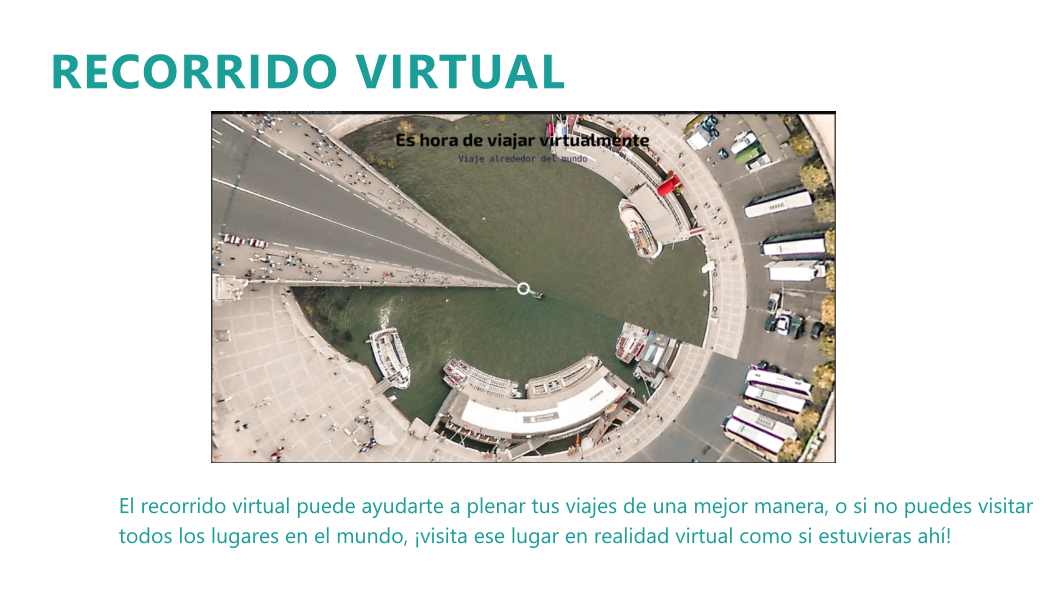 RECORRIDO VIRTUAL
Es hora de viajar virtualmente
Viaje alrededor del mundo
El recorrido virtual puede ayudarte a plenar tus viajes de una mejor manera, o si no puedes visitar
todos los lugares en el mundo, ¡visita ese lugar en realidad virtual como si estuvieras ahí!